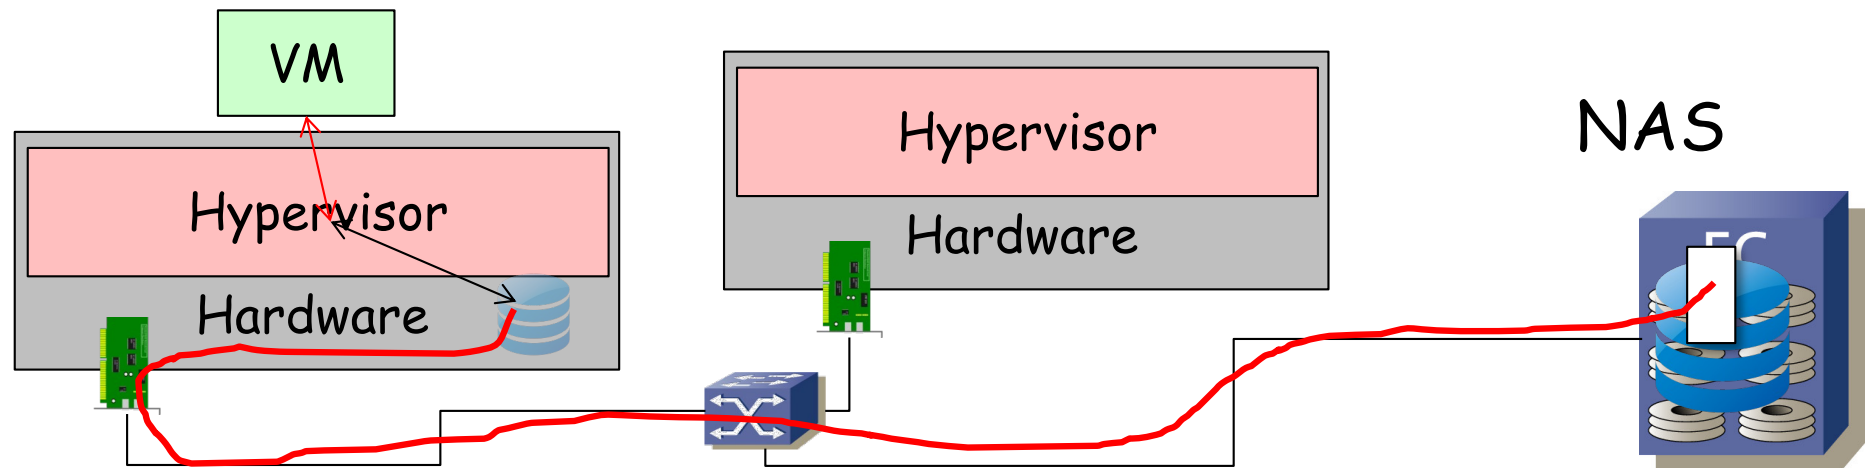 VM
Hypervisor
Hardware
Hypervisor
Hardware
NAS